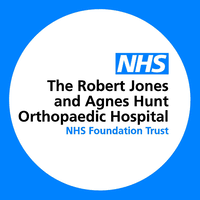 NHS
The Robert Jones
and Agnes Hunt
Orthopaedic Hospital
NHS Foundation Trust